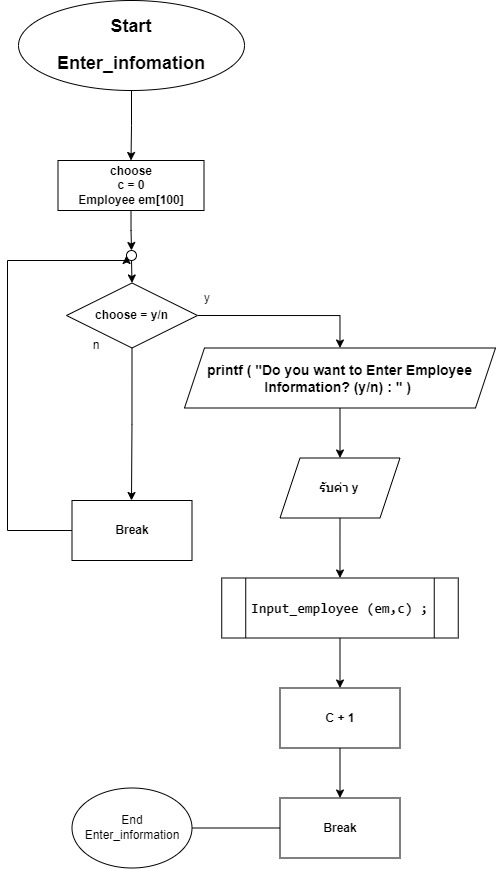 Start
Enter_infomation
choose
c = 0
Employee em[100]
choose = y/n
y
n
printf ( "Do you want to Enter Employee
Information? (y/n) : " )
รับค่า y
Break
Input_employee (em,c) ;
C + 1
End
Enter_information
Break